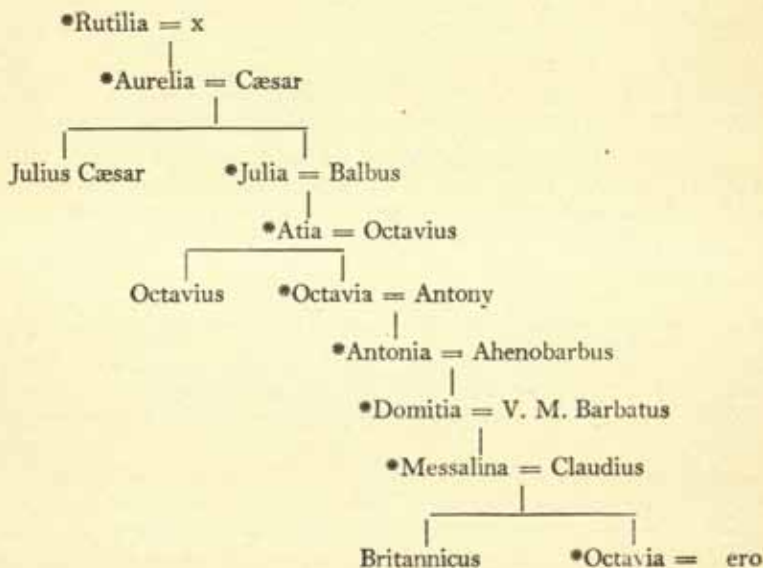 *Rutilia = x
*Aurelia = Cæsar
Julius Cæsar *Julia = Balbus
*Atia = Octavius
Octavius *Octavia = Antony
*Antonia = Ahenobarbus
*Domitia = V. M. Barbatus
*Messalina = Claudius
Britannicus *Octavia = ero